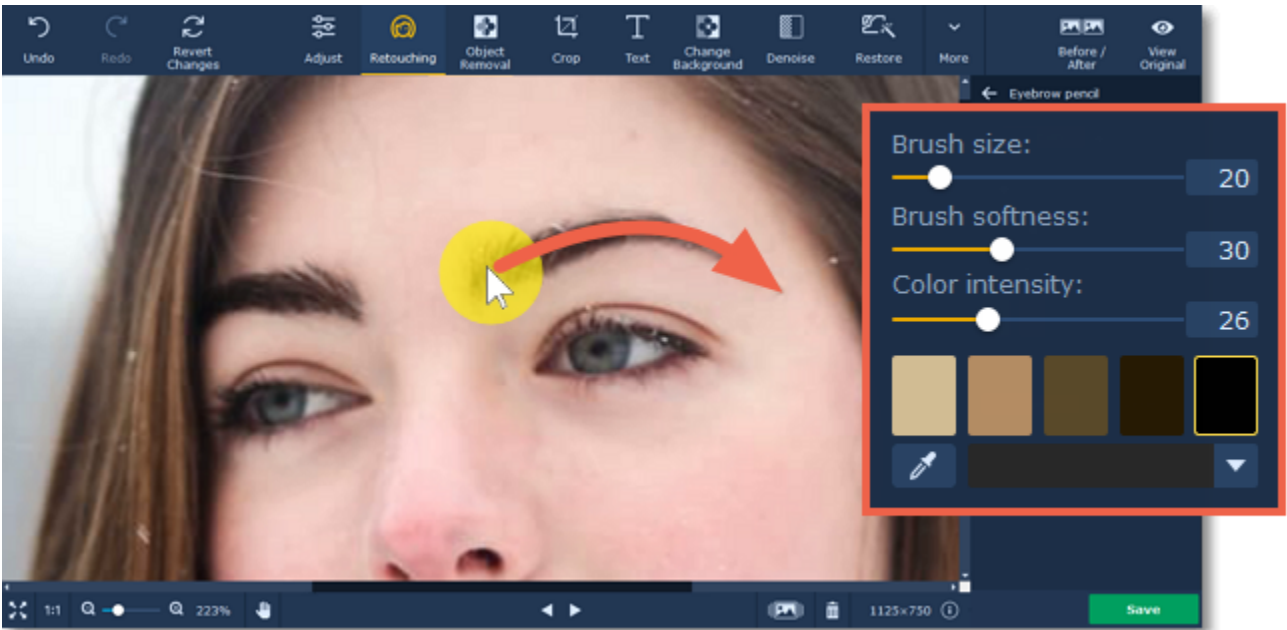 Undo
Redo
Revert
Changes
Adjust
Retouching
Object
Removal
Crop
T
Text
Change
Background
Denoise
Restore
More
Before /
After
View
Original
Eyebrow pencil
Brush size:
20
Brush softness:
30
Color intensity:
26
1:1
223%
1125×750
Save